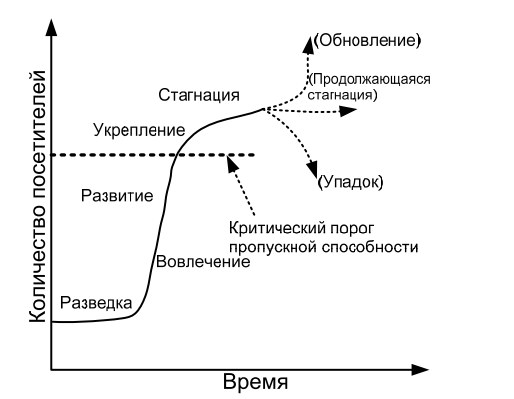 (Обновление)
(Продолжающаяся
стагнация)
Стагнация
Укрепление
(Упадок)
Развитие
Критический порог
пропускной способности
Вовлечение
Разведка
Количество посетителей
Время